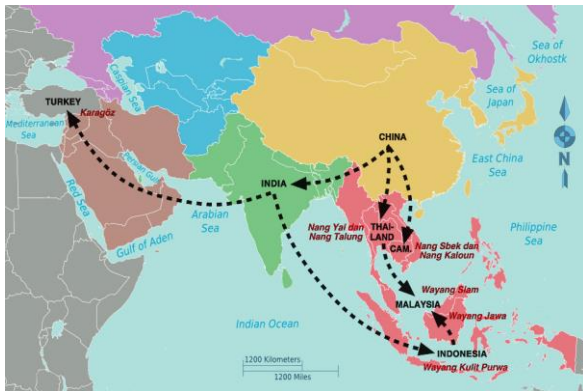 Sea of
Okhostk
Sea of
Japan
Caspian Sea
TURKEY
Karagöz
Mediterranean
Sea
CHINA
East China
Sea
N
Persian Gulf
INDIA
Red Sea
Arabian
Sea
Nang Yai dan
Nang Talung
THAI-
LAND
CAM.
Nang Sbek dan
Nang Kaloun
Philippine
Sea
Gulf of Aden
Wayang Siam
MALAYSIA
Wayang Jawa
Indian Ocean
INDONESIA
Wayang Kulit Purwa
1200 Kilometers
1200 Miles